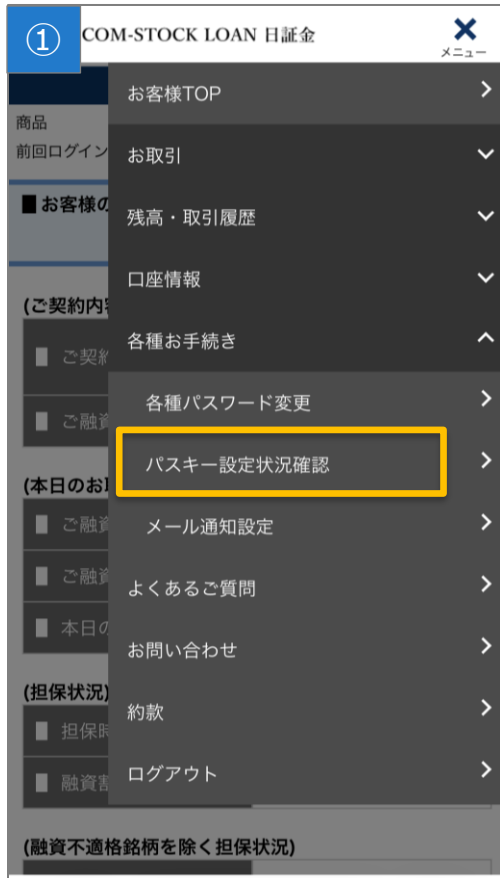 ①
COM-STOCK LOAN 日証金
メニュー
お客様TOP
商品
前回ログイン
お取引
■お客様の
残高・取引履歴
口座情報
(ご契約内
各種お手続き
ご契約
各種パスワード変更
ご融資
パスキー設定状況確認
(本日のお
ご融資
メール通知設定
ご融資
よくあるご質問
本日の
お問い合わせ
(担保状況)
約款
担保時
ログアウト
融資割
(融資不適格銘柄を除く担保状況)